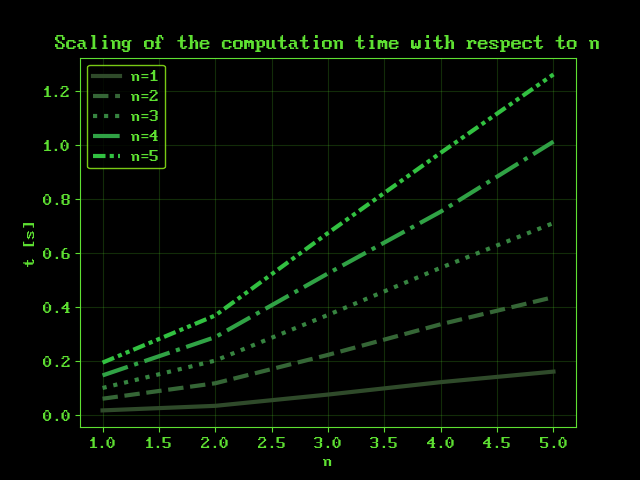 Scaling of the computation time with respect to n
n=1
n=2
n=3
n=4
n=5
t [s]
1.2
1.0
0.8
0.6
0.4
0.2
0.0
1.0 1.5 2.0 2.5 3.0 3.5 4.0 4.5 5.0
n